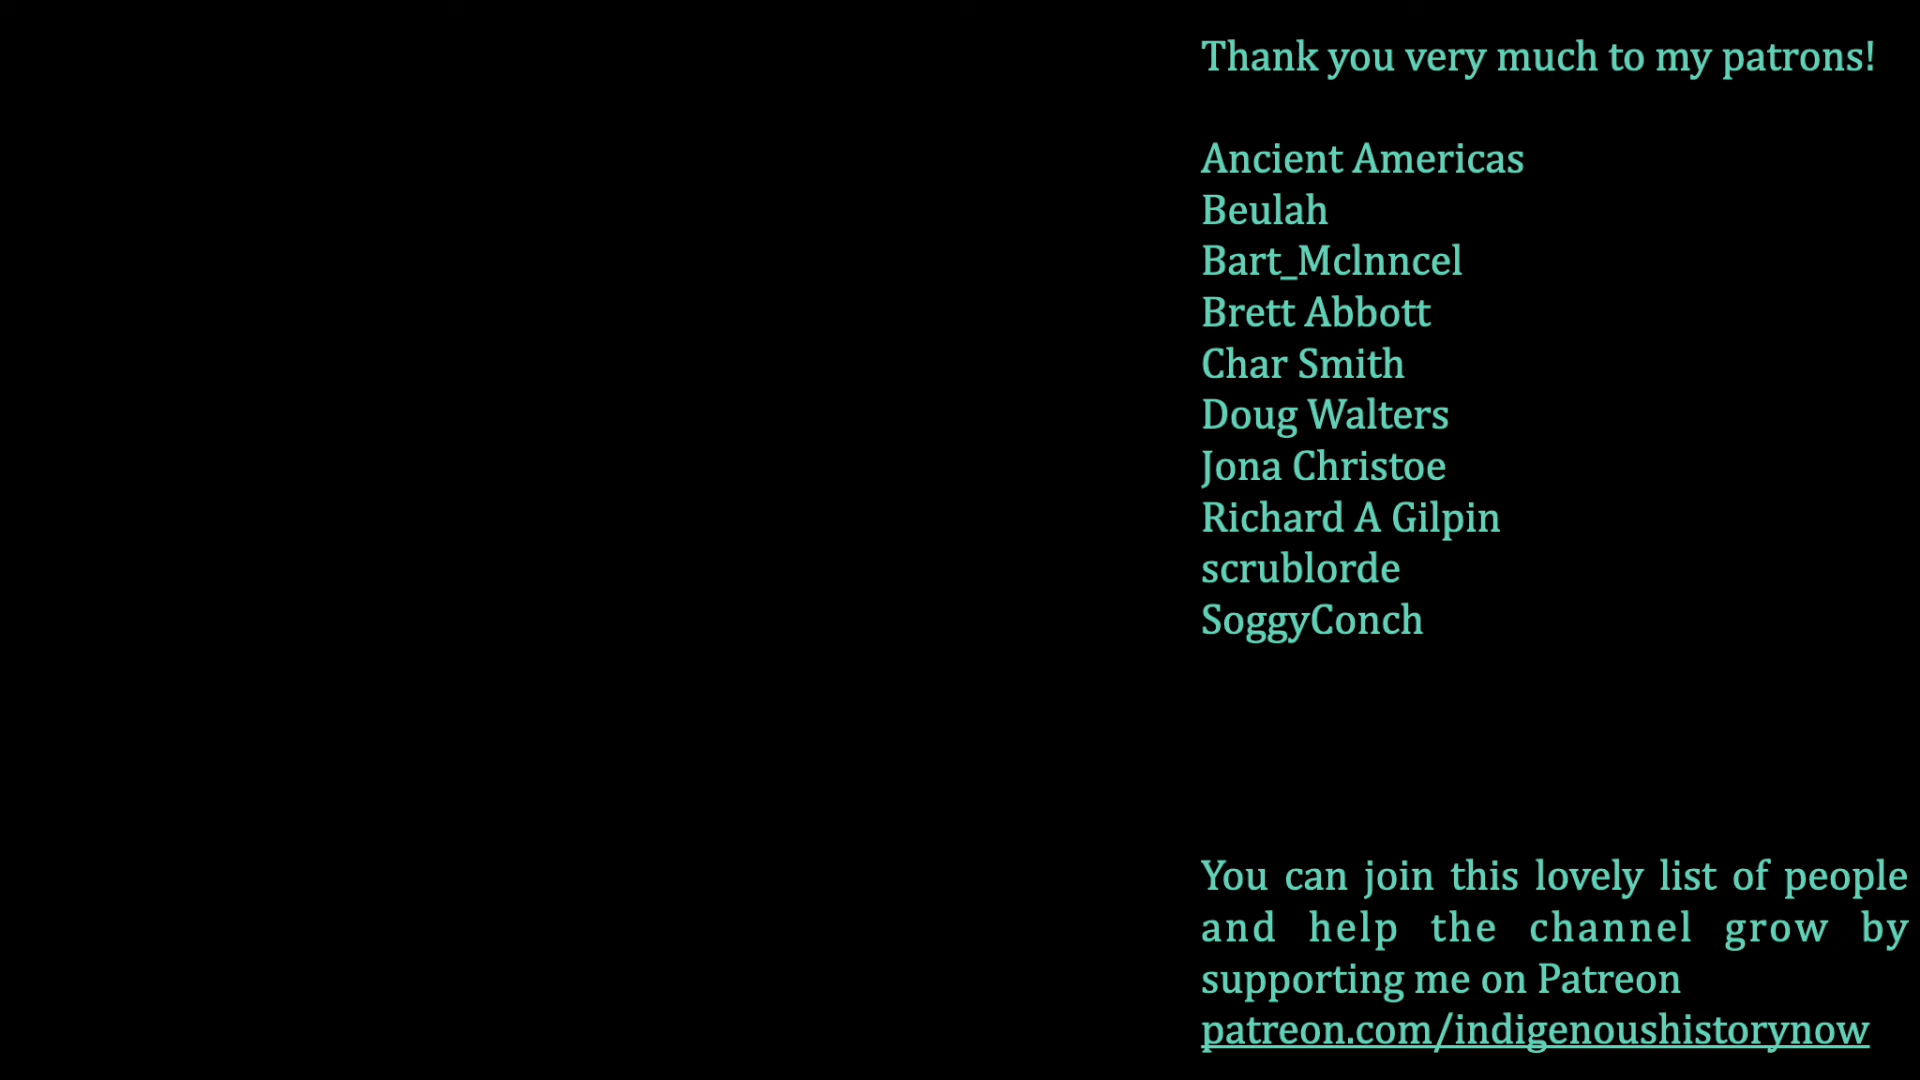 Thank you very much to my patrons!
Ancient Americas
Beulah
Bart_Mclnncel
Brett Abbott
Char Smith
Doug Walters
Jona Christoe
Richard A Gilpin
scrublorde
SoggyConch
You can join this lovely list of people
and help the channel grow by
supporting me on Patreon
patreon.com/indigenoushistorynow